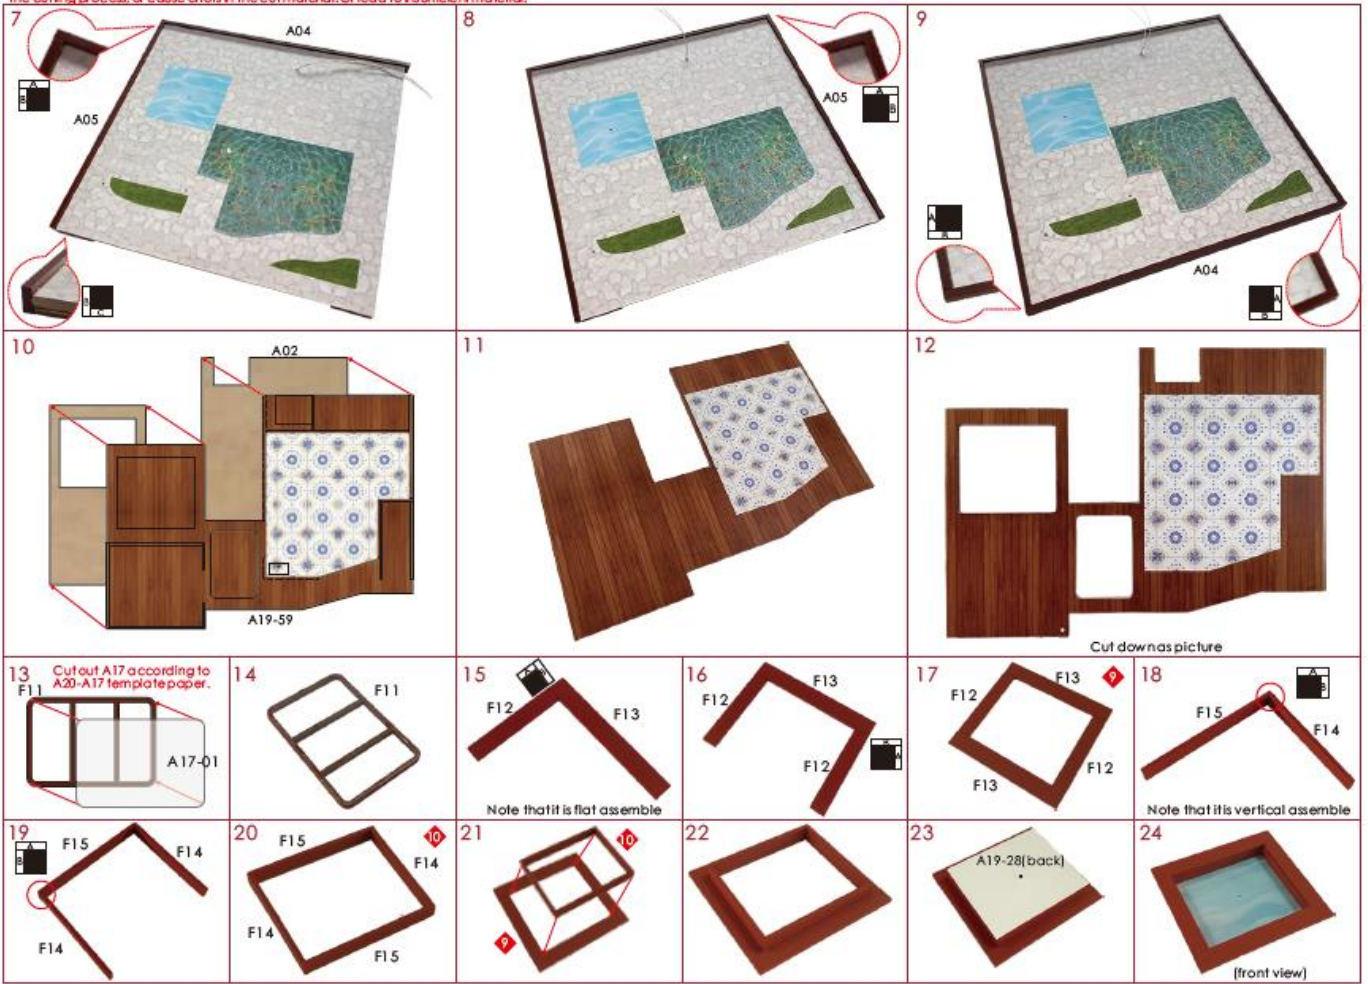 7
A04
A
B
A05
B
C
8
A05
A
B
9
A
B
A04
A
B
10
A02
A19-59
11
12
Cut down as picture
13
Cut out A17 according to
A20-A17 template paper.
F11
A17-01
14
F11
15
F12
F13
Note that it is flat assemble
16
F13
F12
F12
17
F13
9
F12
F12
F13
18
A
B
F15
F14
Note that it is vertical assemble
19
A
B
F15
F14
F14
20
F15
10
F14
F14
F15
21
10
9
22
23
A19-28(back)
24
(front view)